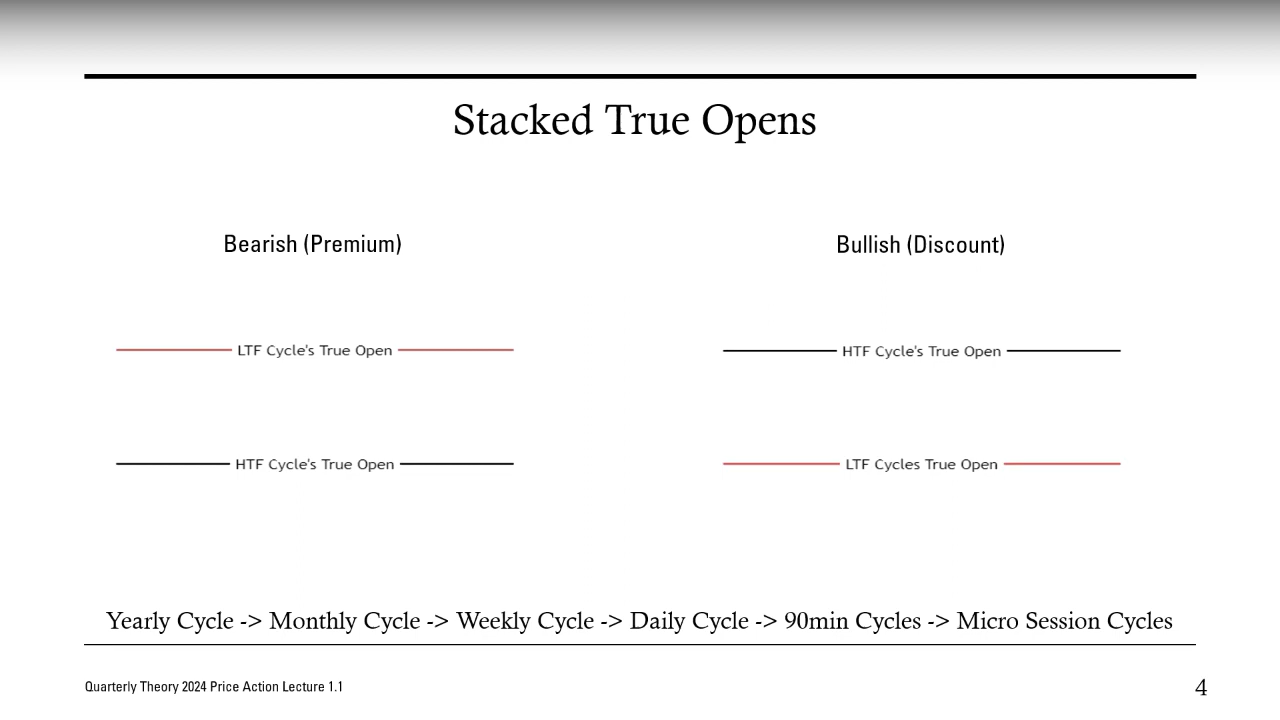 Stacked True Opens
Bearish (Premium)
LTF Cycle's True Open
HTF Cycle's True Open
Bullish (Discount)
HTF Cycle's True Open
LTF Cycles True Open
Yearly Cycle -> Monthly Cycle -> Weekly Cycle -> Daily Cycle -> 90min Cycles -> Micro Session Cycles
Quarterly Theory 2024 Price Action Lecture 1.1
4